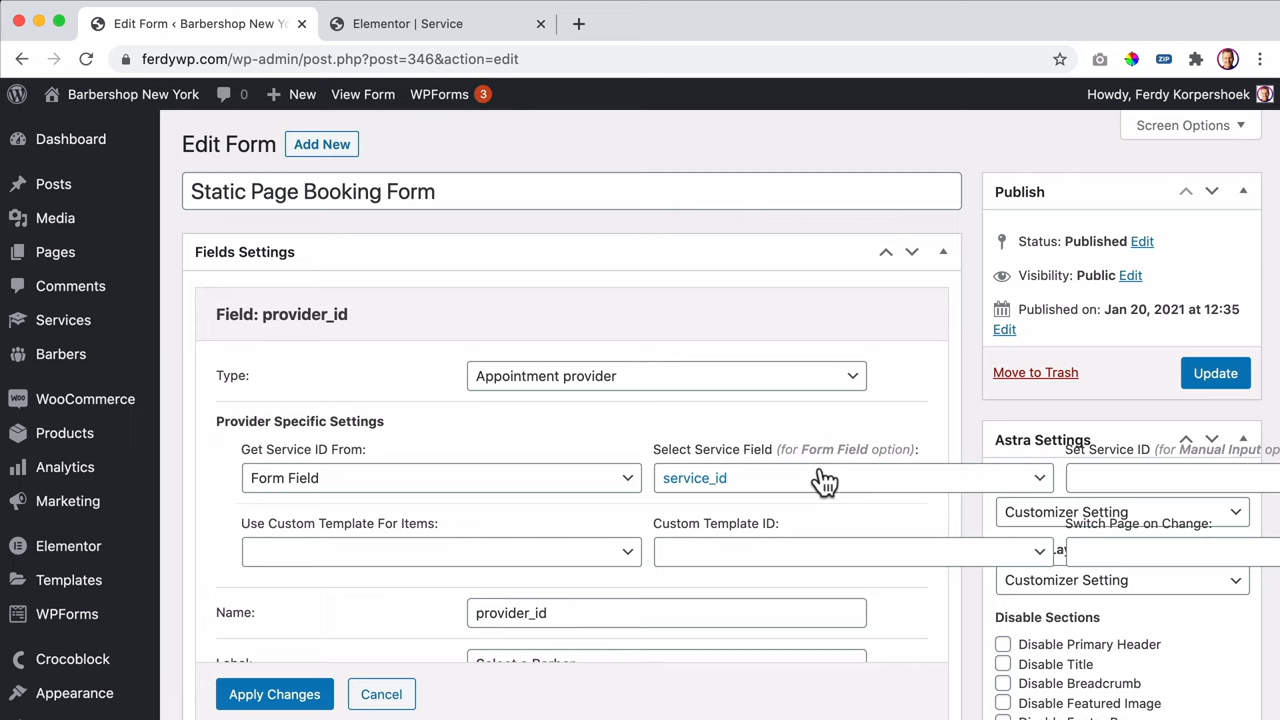 Edit Form ‹ Barbershop New Yo
Elementor | Service
ferdywp.com/wp-admin/post.php?post=346&action=edit
ZIP
Barbershop New York
0
New
View Form
WPForms
3
Howdy, Ferdy Korpershoek
Screen Options
Dashboard
Posts
Media
Pages
Comments
Services
Barbers
WooCommerce
Products
Analytics
Marketing
Elementor
Templates
WPForms
Crocoblock
Appearance
Edit Form
Add New
Static Page Booking Form
Fields Settings
Field: provider_id
Type:
Appointment provider
Provider Specific Settings
Get Service ID From:
Form Field
Select Service Field (for Form Field option):
service_id
Set Service ID (for Manual Input op
Use Custom Template For Items:
Custom Template ID:
Switch Page on Change:
Name:
provider_id
Label:
Select a Barber
Apply Changes
Cancel
Publish
Status: Published Edit
Visibility: Public Edit
Published on: Jan 20, 2021 at 12:35
Edit
Move to Trash
Update
Astra Settings
Customizer Setting
Customizer Setting
Disable Sections
Disable Primary Header
Disable Title
Disable Breadcrumb
Disable Featured Image